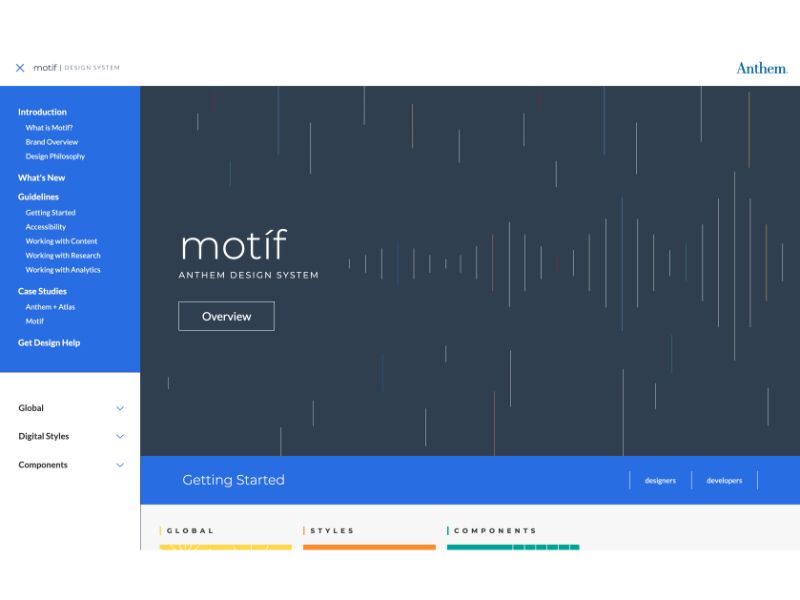 motif | DESIGN SYSTEM
Anthem
Introduction
What is Motif?
Brand Overview
Design Philosophy
What's New
Guidelines
Getting Started
Accessibility
Working with Content
Working with Research
Working with Analytics
Case Studies
Anthem + Atlas
Motif
Get Design Help
Global
Digital Styles
Components
motíf
ANTHEM DESIGN SYSTEM
Overview
Getting Started
designers
developers
GLOBAL
STYLES
COMPONENTS